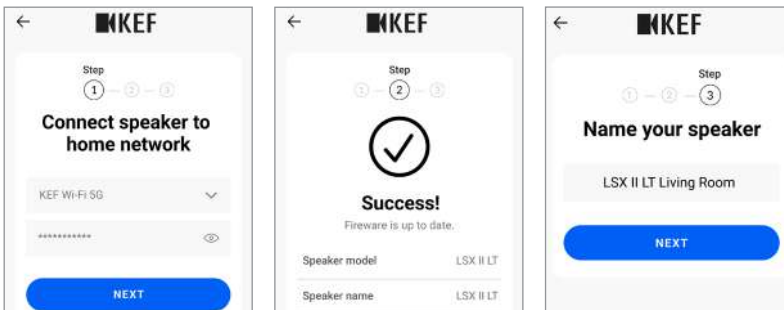 KEF
Step
1 2 3
Connect speaker to
home network
KEF Wi-Fi 5G
***********
NEXT
KEF
Step
1 2 3
Success!
Fireware is up to date.
Speaker model LSX II LT
Speaker name LSX II LT
KEF
Step
1 2 3
Name your speaker
LSX II LT Living Room
NEXT